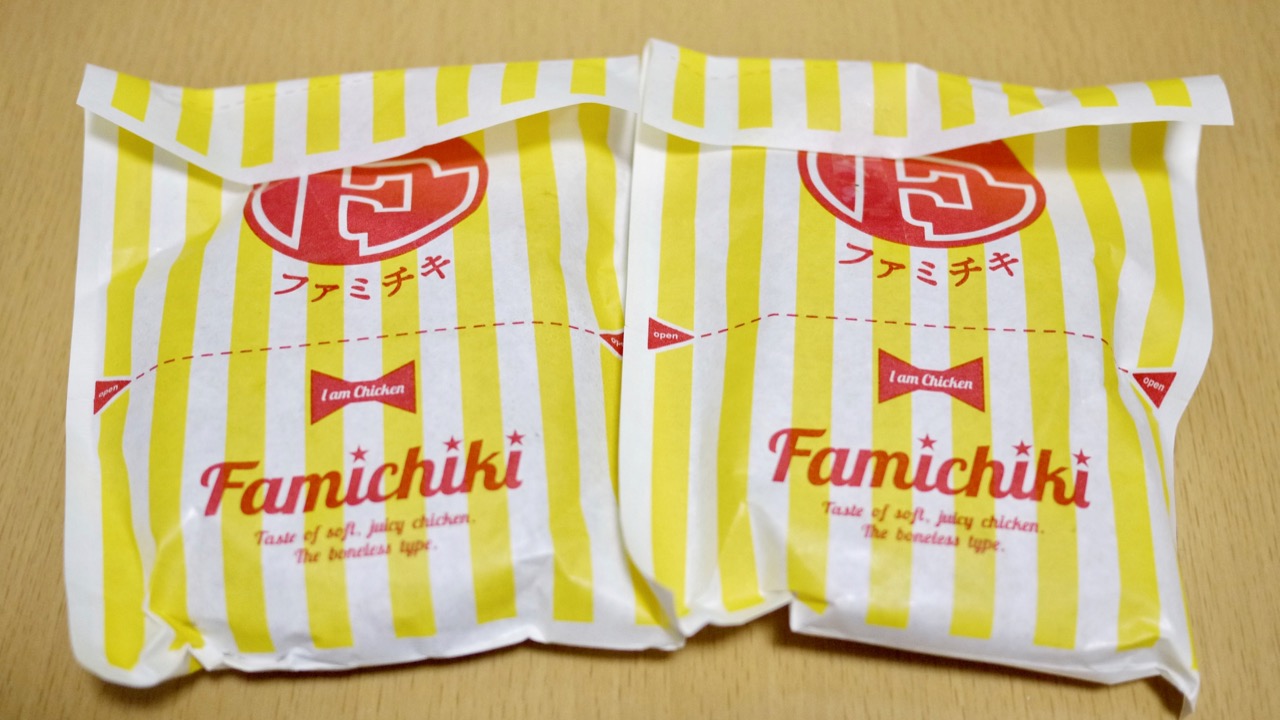 ファミチキ
open
open
I am Chicken
Famichiki
Taste of soft, juicy chicken.
The boneless type.
ファミチキ
open
open
I am Chicken
Famichiki
Taste of soft, juicy chicken.
The boneless type.